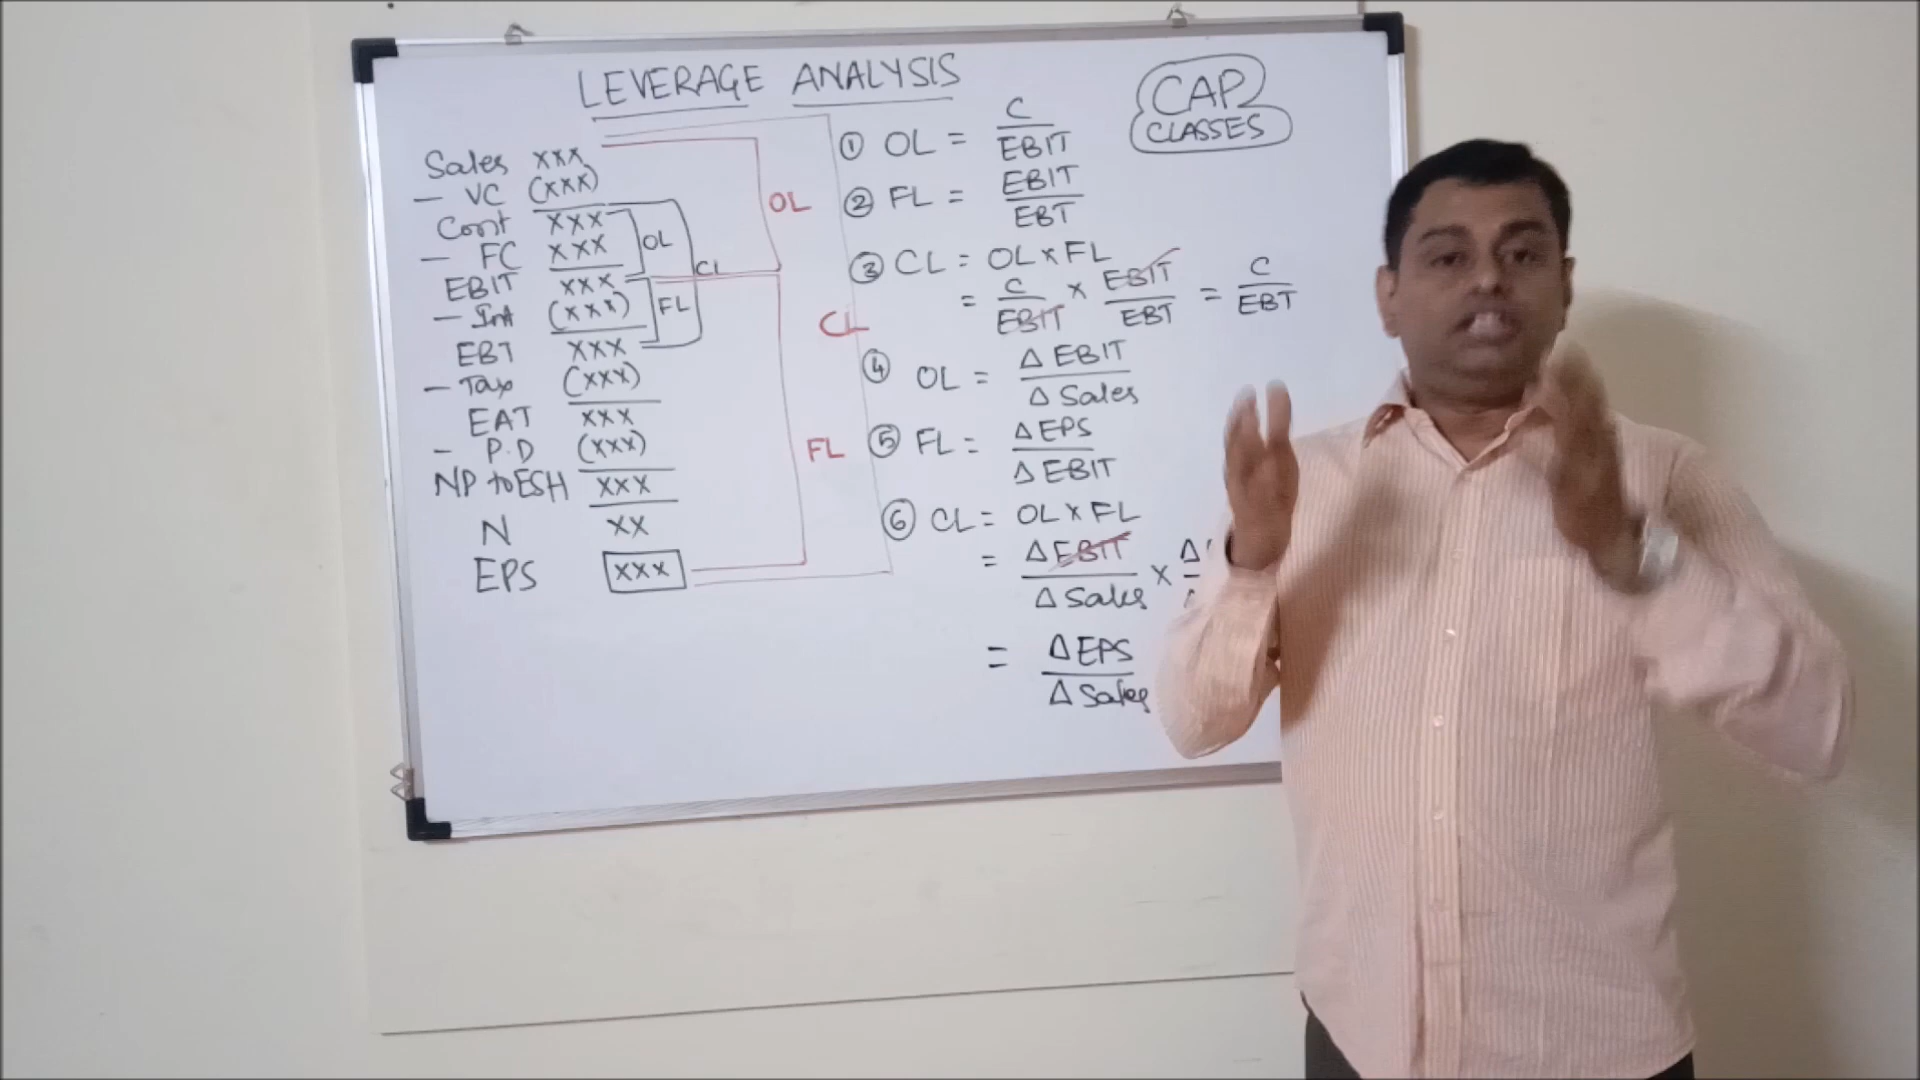 LEVERAGE ANALYSIS
CAP
CLASSES
Sales xxx
- VC (xxx)
Cont xxx
- FC xxx
EBIT xxx
- Int (xxx)
EBT xxx
- Tax (xxx)
EAT xxx
- P.D (xxx)
NP to ESH xxx
N xx
EPS xxx
OL
FL
CL
OL
CL
FL
① OL = C / EBIT
② FL = EBIT / EBT
③ CL = OL x FL
= C / EBIT x EBIT / EBT = C / EBT
④ OL = Δ EBIT / Δ Sales
⑤ FL = Δ EPS / Δ EBIT
⑥ CL = OL x FL
= Δ EBIT / Δ Sales x Δ
= Δ EPS / Δ Sales